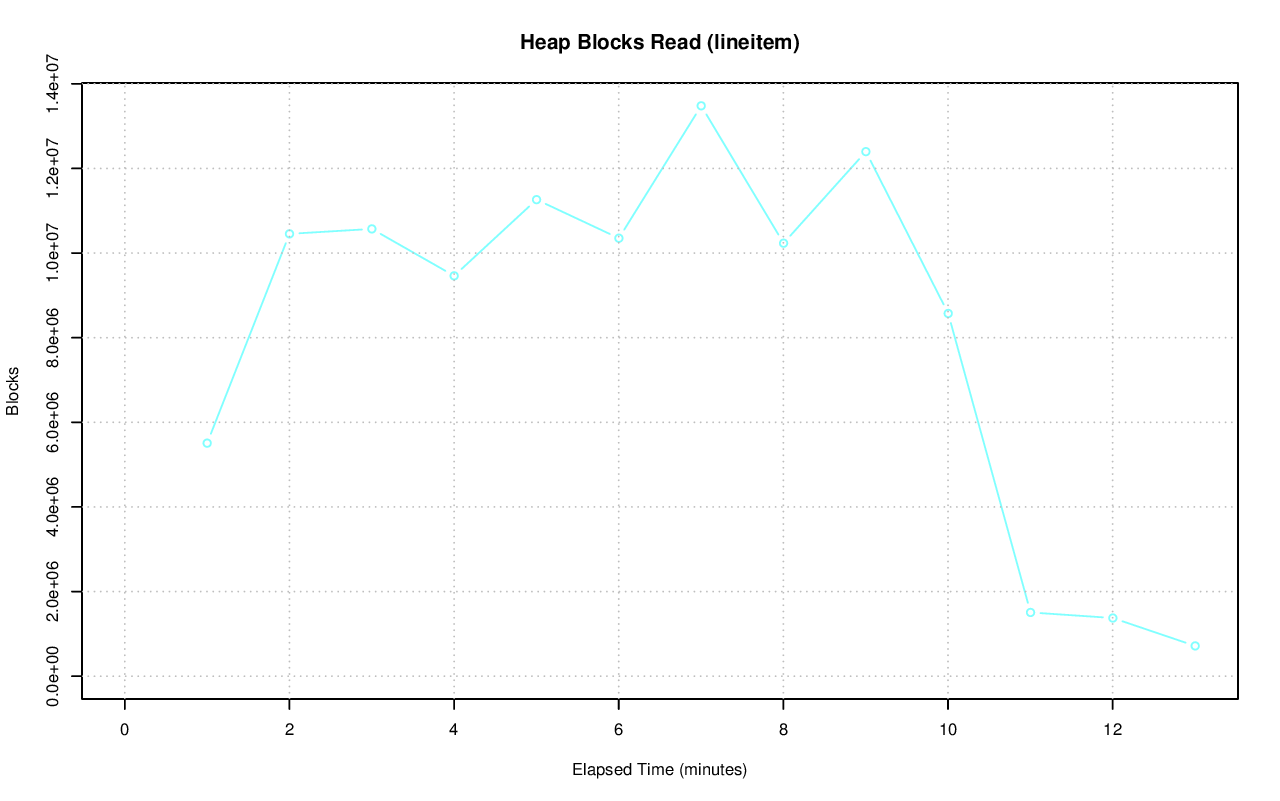 Heap Blocks Read (lineitem)
1.4e+07
1.2e+07
1.0e+07
8.0e+06
6.0e+06
4.0e+06
2.0e+06
0.0e+00
Blocks
0 2 4 6 8 10 12
Elapsed Time (minutes)